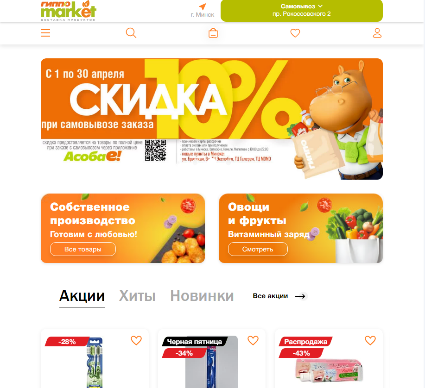 гиппо
market
г. Минск
Самовывоз
пр. Рокоссовского 2
С 1 по 30 апреля
10%
СКИДКА
при самовывозе заказа
Асобае!
Собственное
производство
Готовим с любовью!
Все товары
Овощи
и фрукты
Витаминный заряд
Смотреть
Акции Хиты Новинки Все акции
-28%
Черная пятница
-34%
Распродажа
-43%